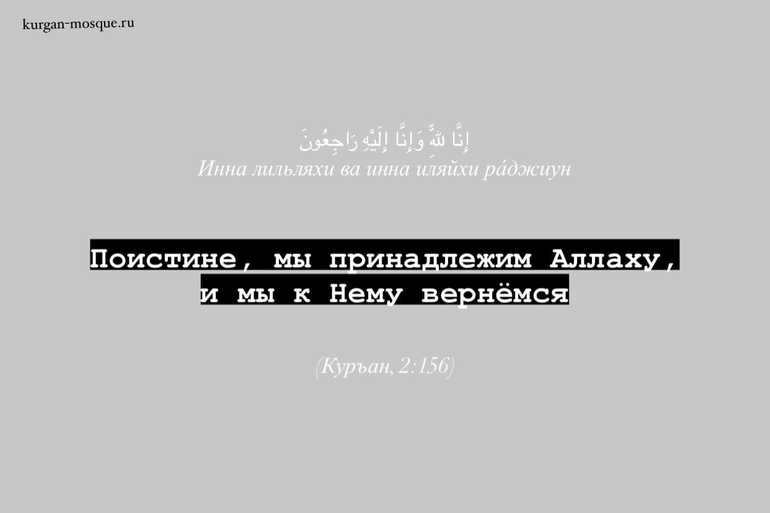 kurgan-mosque.ru
إِنَّا لِلَّهِ وَإِنَّا إِلَيْهِ رَاجِعُونَ
Инна лильляхи ва инна иляйхи ра́джиун
Поистине, мы принадлежим Аллаху,
и мы к Нему вернёмся
(Куръан, 2:156)